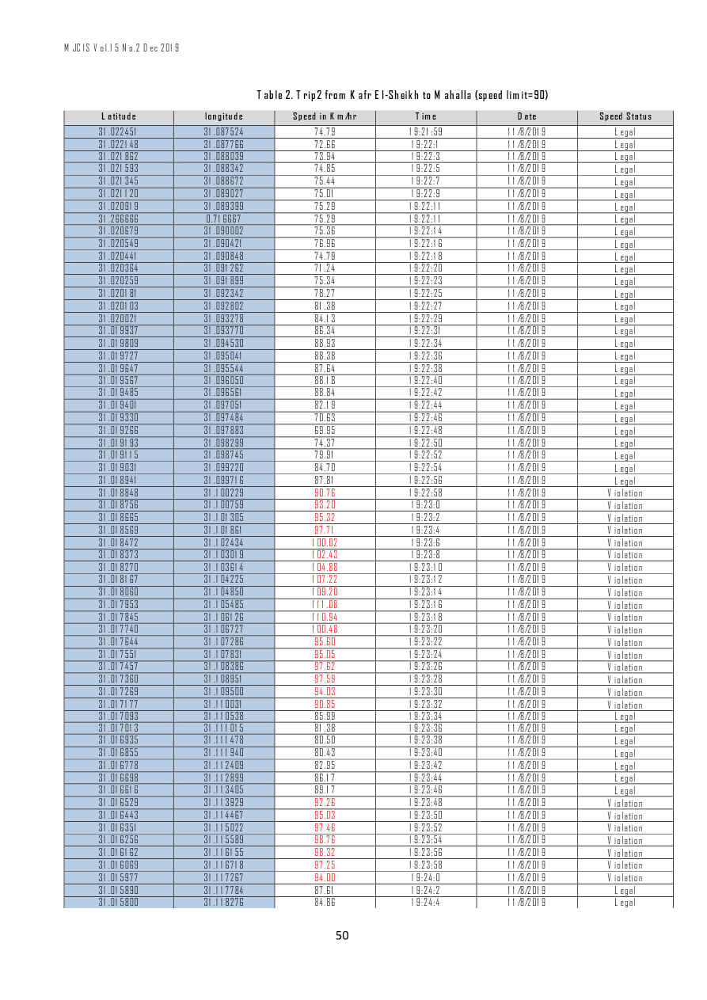 MJCIS Vol.15 No.2 Dec 2019
Table 2. Trip2 from Kafr El-Sheikh to Mahalla (speed limit=90)
Latitude longitude Speed in Km/hr Time Date Speed Status
31.022451 31.087524 74.79 19:21:59 11/8/2019 Legal
31.022148 31.087766 72.66 19:22:1 11/8/2019 Legal
31.021862 31.088039 73.94 19:22:3 11/8/2019 Legal
31.021593 31.088342 74.85 19:22:5 11/8/2019 Legal
31.021345 31.088672 75.44 19:22:7 11/8/2019 Legal
31.021120 31.089027 75.01 19:22:9 11/8/2019 Legal
31.020919 31.089399 75.29 19:22:11 11/8/2019 Legal
31.266666 0.716667 75.29 19:22:11 11/8/2019 Legal
31.020679 31.090002 75.36 19:22:14 11/8/2019 Legal
31.020549 31.090421 76.96 19:22:16 11/8/2019 Legal
31.020441 31.090848 74.79 19:22:18 11/8/2019 Legal
31.020364 31.091262 71.24 19:22:20 11/8/2019 Legal
31.020259 31.091899 75.34 19:22:23 11/8/2019 Legal
31.020181 31.092342 78.27 19:22:25 11/8/2019 Legal
31.020103 31.092802 81.38 19:22:27 11/8/2019 Legal
31.020021 31.093278 84.13 19:22:29 11/8/2019 Legal
31.019937 31.093770 86.34 19:22:31 11/8/2019 Legal
31.019809 31.094530 88.93 19:22:34 11/8/2019 Legal
31.019727 31.095041 88.38 19:22:36 11/8/2019 Legal
31.019647 31.095544 87.64 19:22:38 11/8/2019 Legal
31.019567 31.096050 88.18 19:22:40 11/8/2019 Legal
31.019485 31.096561 88.84 19:22:42 11/8/2019 Legal
31.019401 31.097051 82.19 19:22:44 11/8/2019 Legal
31.019330 31.097484 70.63 19:22:46 11/8/2019 Legal
31.019266 31.097883 69.95 19:22:48 11/8/2019 Legal
31.019193 31.098299 74.37 19:22:50 11/8/2019 Legal
31.019115 31.098745 79.91 19:22:52 11/8/2019 Legal
31.019031 31.099220 84.70 19:22:54 11/8/2019 Legal
31.018941 31.099716 87.81 19:22:56 11/8/2019 Legal
31.018848 31.100229 90.76 19:22:58 11/8/2019 Violation
31.018756 31.100759 93.20 19:23:0 11/8/2019 Violation
31.018665 31.101305 95.32 19:23:2 11/8/2019 Violation
31.018569 31.101861 97.71 19:23:4 11/8/2019 Violation
31.018472 31.102434 100.02 19:23:6 11/8/2019 Violation
31.018373 31.103019 102.43 19:23:8 11/8/2019 Violation
31.018270 31.103614 104.88 19:23:10 11/8/2019 Violation
31.018167 31.104225 107.22 19:23:12 11/8/2019 Violation
31.018060 31.104850 109.20 19:23:14 11/8/2019 Violation
31.017953 31.105485 111.08 19:23:16 11/8/2019 Violation
31.017845 31.106126 110.94 19:23:18 11/8/2019 Violation
31.017740 31.106727 100.48 19:23:20 11/8/2019 Violation
31.017644 31.107286 95.60 19:23:22 11/8/2019 Violation
31.017551 31.107831 95.05 19:23:24 11/8/2019 Violation
31.017457 31.108386 97.62 19:23:26 11/8/2019 Violation
31.017360 31.108951 97.59 19:23:28 11/8/2019 Violation
31.017269 31.109500 94.03 19:23:30 11/8/2019 Violation
31.017177 31.110031 90.85 19:23:32 11/8/2019 Violation
31.017093 31.110538 85.99 19:23:34 11/8/2019 Legal
31.017013 31.111015 81.38 19:23:36 11/8/2019 Legal
31.016935 31.111478 80.50 19:23:38 11/8/2019 Legal
31.016855 31.111940 80.43 19:23:40 11/8/2019 Legal
31.016778 31.112409 82.95 19:23:42 11/8/2019 Legal
31.016698 31.112899 86.17 19:23:44 11/8/2019 Legal
31.016616 31.113405 89.17 19:23:46 11/8/2019 Legal
31.016529 31.113929 92.26 19:23:48 11/8/2019 Violation
31.016443 31.114467 95.03 19:23:50 11/8/2019 Violation
31.016351 31.115022 97.46 19:23:52 11/8/2019 Violation
31.016256 31.115589 98.76 19:23:54 11/8/2019 Violation
31.016162 31.116155 98.32 19:23:56 11/8/2019 Violation
31.016069 31.116718 97.25 19:23:58 11/8/2019 Violation
31.015977 31.117267 94.00 19:24:0 11/8/2019 Violation
31.015890 31.117784 87.61 19:24:2 11/8/2019 Legal
31.015800 31.118276 84.86 19:24:4 11/8/2019 Legal
50